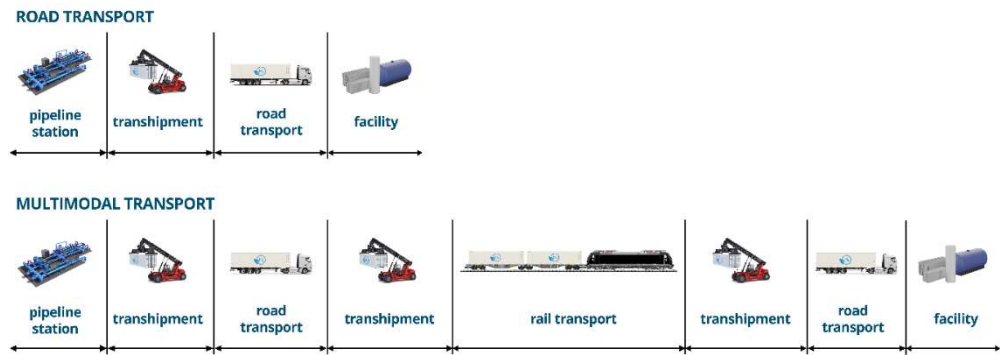 ROAD TRANSPORT
pipeline
station
transhipment
road
transport
facility
MULTIMODAL TRANSPORT
pipeline
station
transhipment
road
transport
transhipment
rail transport
transhipment
road
transport
facility